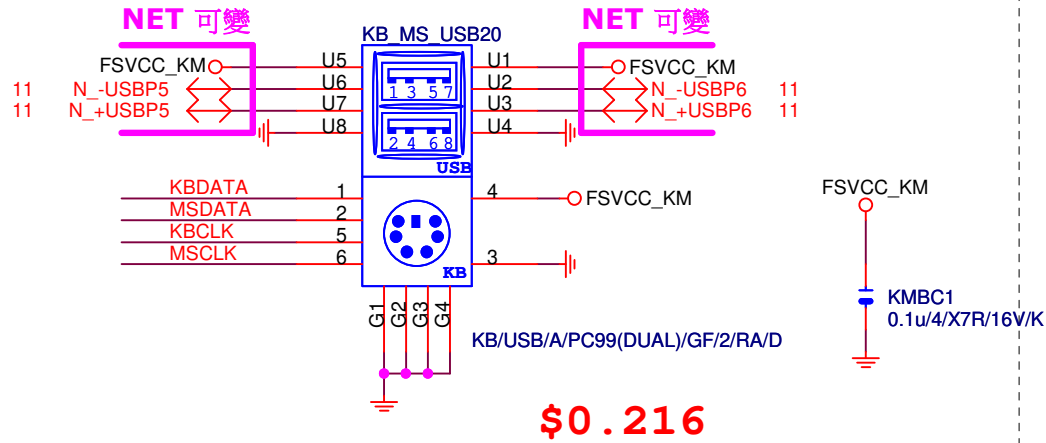 NET 可變
NET 可變
KB_MS_USB20
FSVCC_KM
U5
U1
FSVCC_KM
11
N_-USBP5
U6
U2
N_-USBP6
11
11
N_+USBP5
U7
U3
N_+USBP6
11
U8
U4
1 3 5 7
2 4 6 8
USB
KBDATA
1
4
FSVCC_KM
MSDATA
2
KBCLK
5
MSCLK
6
3
KB
G1
G2
G3
G4
KB/USB/A/PC99(DUAL)/GF/2/RA/D
FSVCC_KM
KMBC1
0.1u/4/X7R/16V/K
$0.216